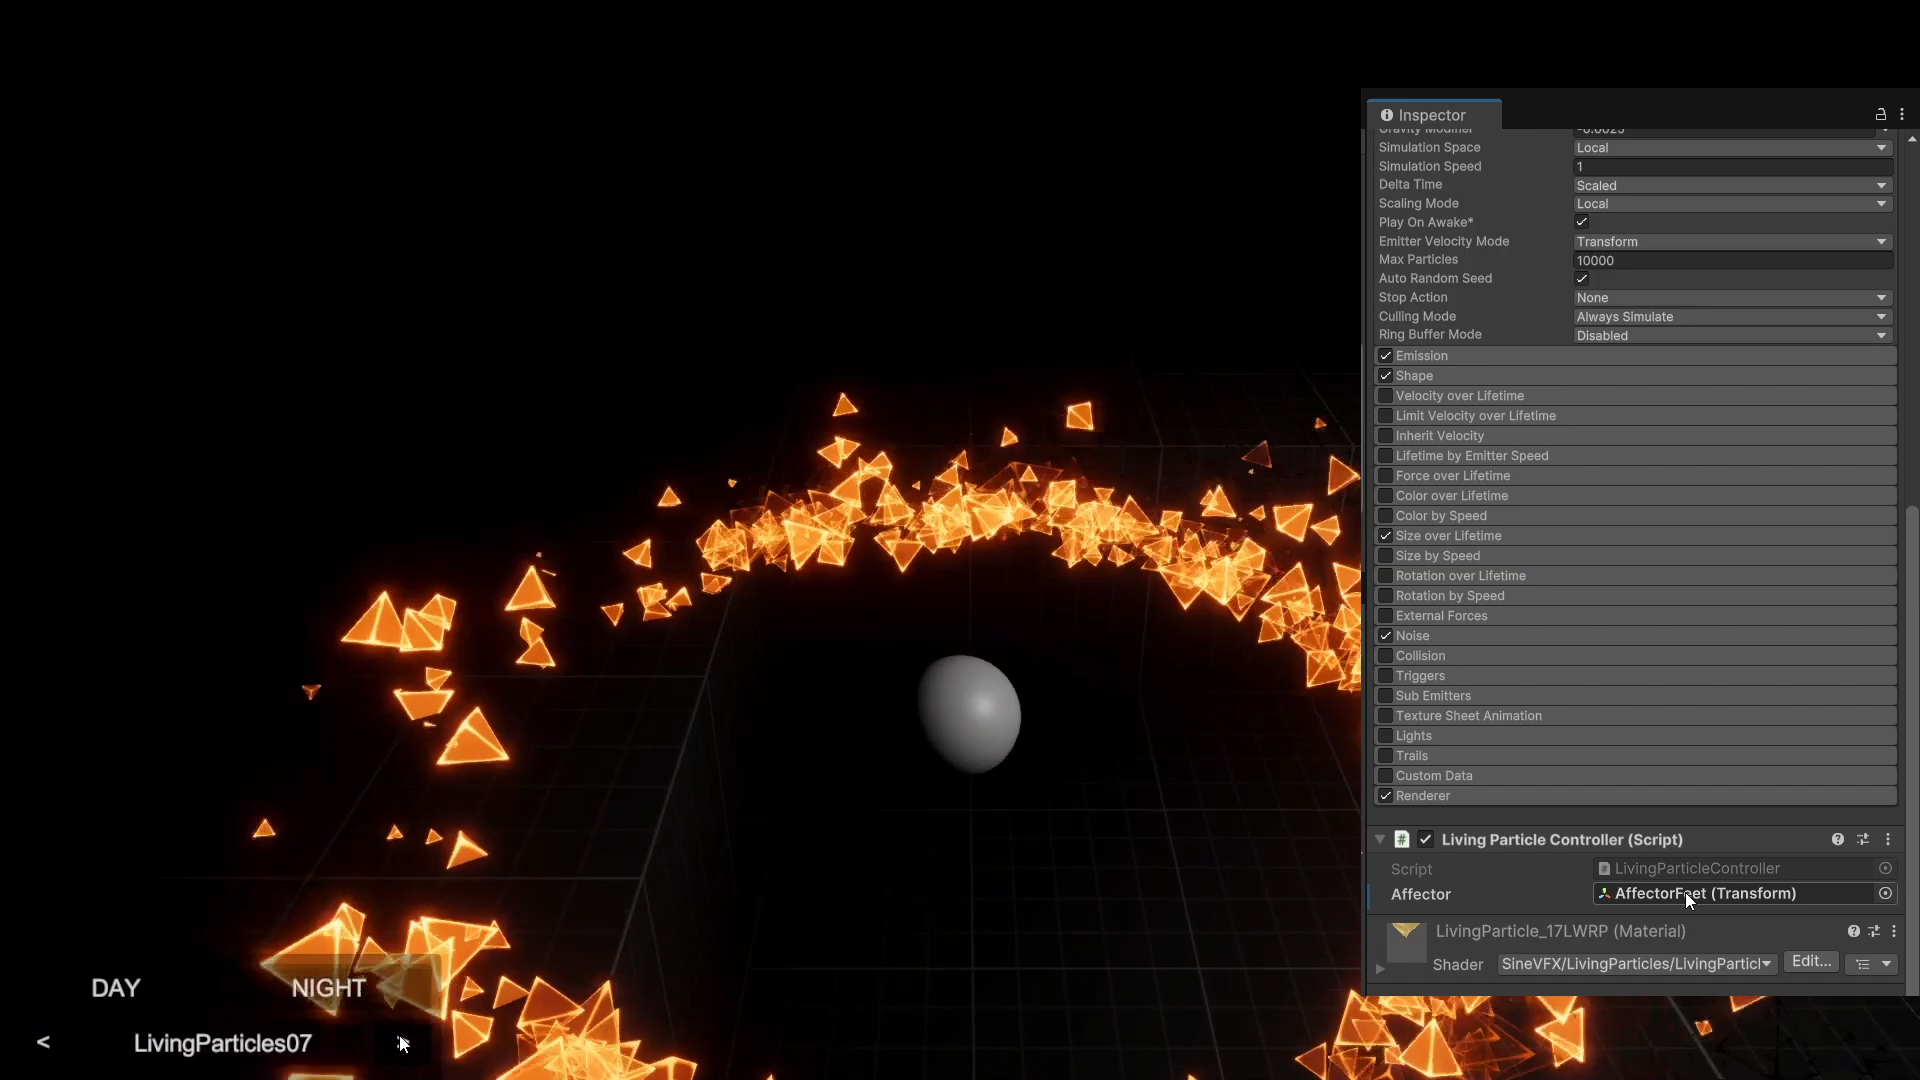 Inspector
Gravity Modifier -0.0025
Simulation Space Local
Simulation Speed 1
Delta Time Scaled
Scaling Mode Local
Play On Awake*
Emitter Velocity Mode Transform
Max Particles 10000
Auto Random Seed
Stop Action None
Culling Mode Always Simulate
Ring Buffer Mode Disabled
Emission
Shape
Velocity over Lifetime
Limit Velocity over Lifetime
Inherit Velocity
Lifetime by Emitter Speed
Force over Lifetime
Color over Lifetime
Color by Speed
Size over Lifetime
Size by Speed
Rotation over Lifetime
Rotation by Speed
External Forces
Noise
Collision
Triggers
Sub Emitters
Texture Sheet Animation
Lights
Trails
Custom Data
Renderer
# Living Particle Controller (Script)
Script LivingParticleController
Affector AffectorFeet (Transform)
LivingParticle_17LWRP (Material)
Shader SineVFX/LivingParticles/LivingParticl Edit...
DAY NIGHT
< LivingParticles07